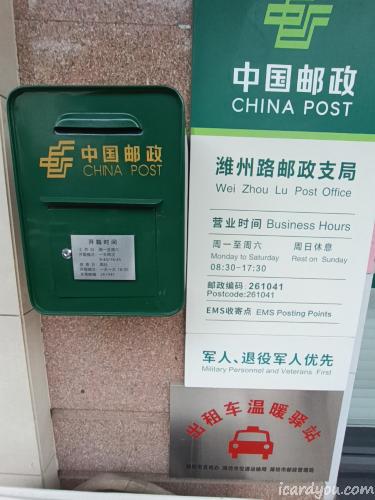 中国邮政
CHINA POST
开箱时间
中国邮政
CHINA POST
潍州路邮政支局
Wei Zhou Lu Post Office
营业时间 Business Hours
周一至周六 周日休息
Monday to Saturday Rest on Sunday
08:30-17:30
邮政编码:261041
Postcode:261041
EMS收寄点 EMS Posting Points
军人、退役军人优先
Military Personnel and Veterans First
出租车温暖驿站
icardyou.com